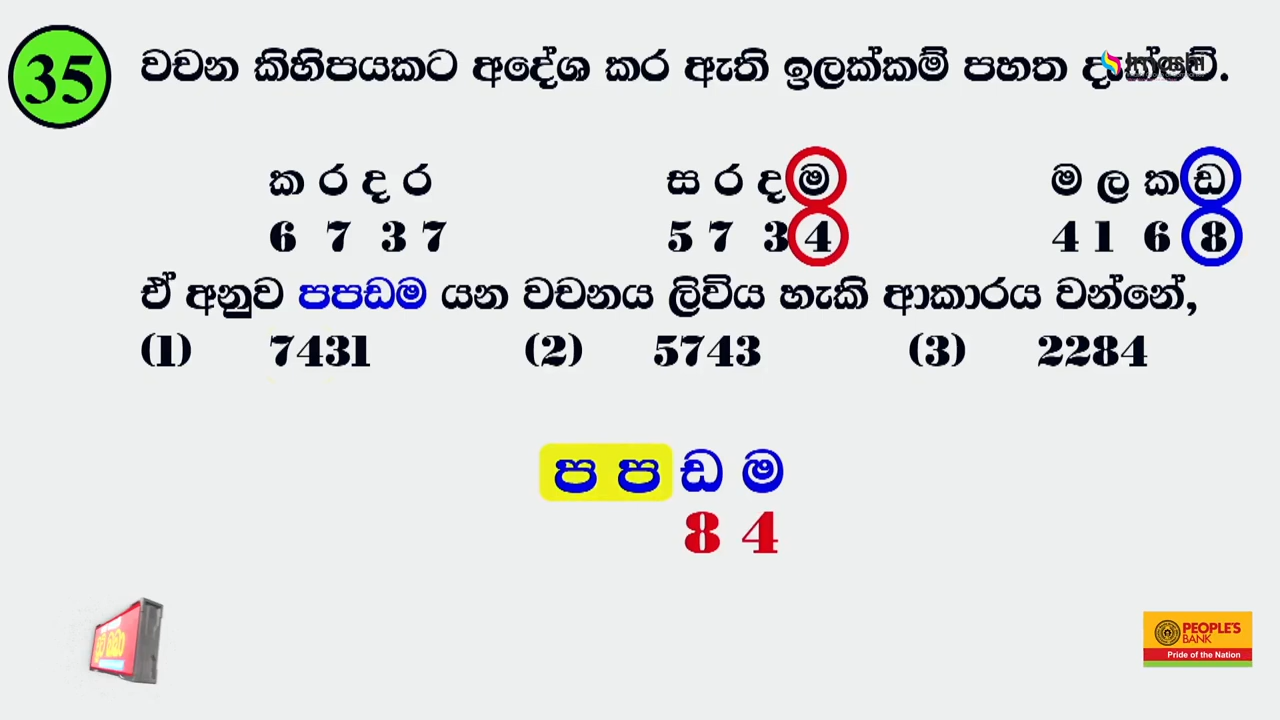 35 වචන කිහිපයකට අදේශ කර ඇති ඉලක්කම් පහත දැක්වේ.
ක ර ද ර ස ර ද ම ම ල ක ඩ
6 7 3 7 5 7 3 4 4 1 6 8
ඒ අනුව පපඩම යන වචනය ලිවිය හැකි ආකාරය වන්නේ,
(1) 7431 (2) 5743 (3) 2284
ප ප ඩ ම
8 4
PEOPLE'S
BANK
Pride of the Nation